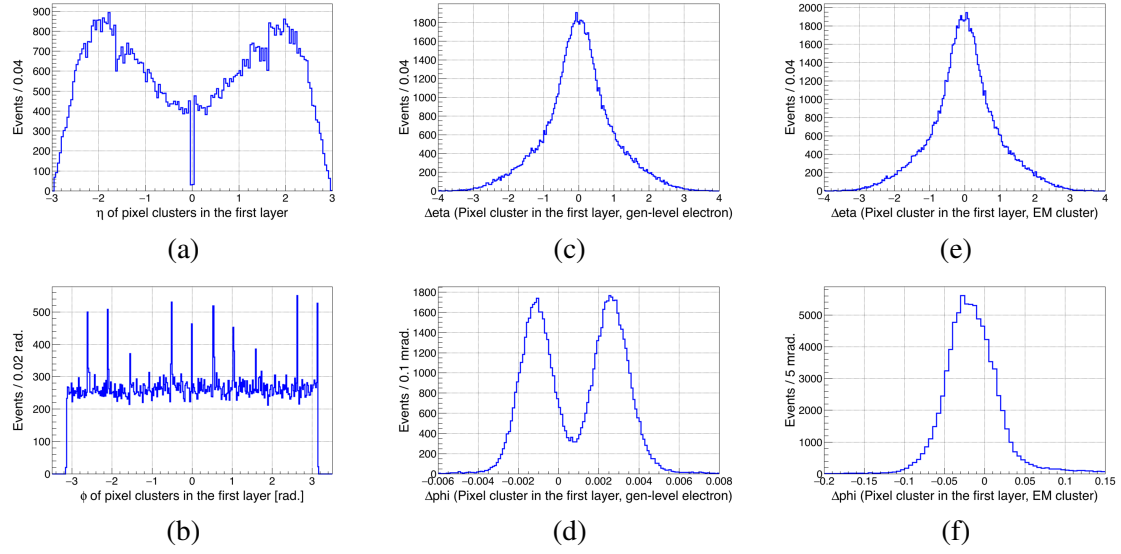 Events / 0.04
900
800
700
600
500
400
300
200
100
0
−3 −2 −1 0 1 2 3
η of pixel clusters in the first layer
(a)
Events / 0.04
1800
1600
1400
1200
1000
800
600
400
200
0
−4 −3 −2 −1 0 1 2 3 4
Δeta (Pixel cluster in the first layer, gen-level electron)
(c)
Events / 0.04
2000
1800
1600
1400
1200
1000
800
600
400
200
0
−4 −3 −2 −1 0 1 2 3 4
Δeta (Pixel cluster in the first layer, EM cluster)
(e)
Events / 0.02 rad.
500
400
300
200
100
0
−3 −2 −1 0 1 2 3
ϕ of pixel clusters in the first layer [rad.]
(b)
Events / 0.1 mrad.
1800
1600
1400
1200
1000
800
600
400
200
0
−0.006 −0.004 −0.002 0 0.002 0.004 0.006 0.008
Δphi (Pixel cluster in the first layer, gen-level electron)
(d)
Events / 5 mrad.
5000
4000
3000
2000
1000
0
−0.2 −0.15 −0.1 −0.05 0 0.05 0.1 0.15
Δphi (Pixel cluster in the first layer, EM cluster)
(f)